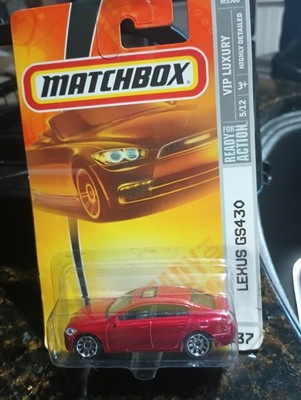 MATCHBOX
VIP LUXURY
HIGHLY DETAILED
3+
5/12
READY FOR
ACTION
LEXUS GS430
37